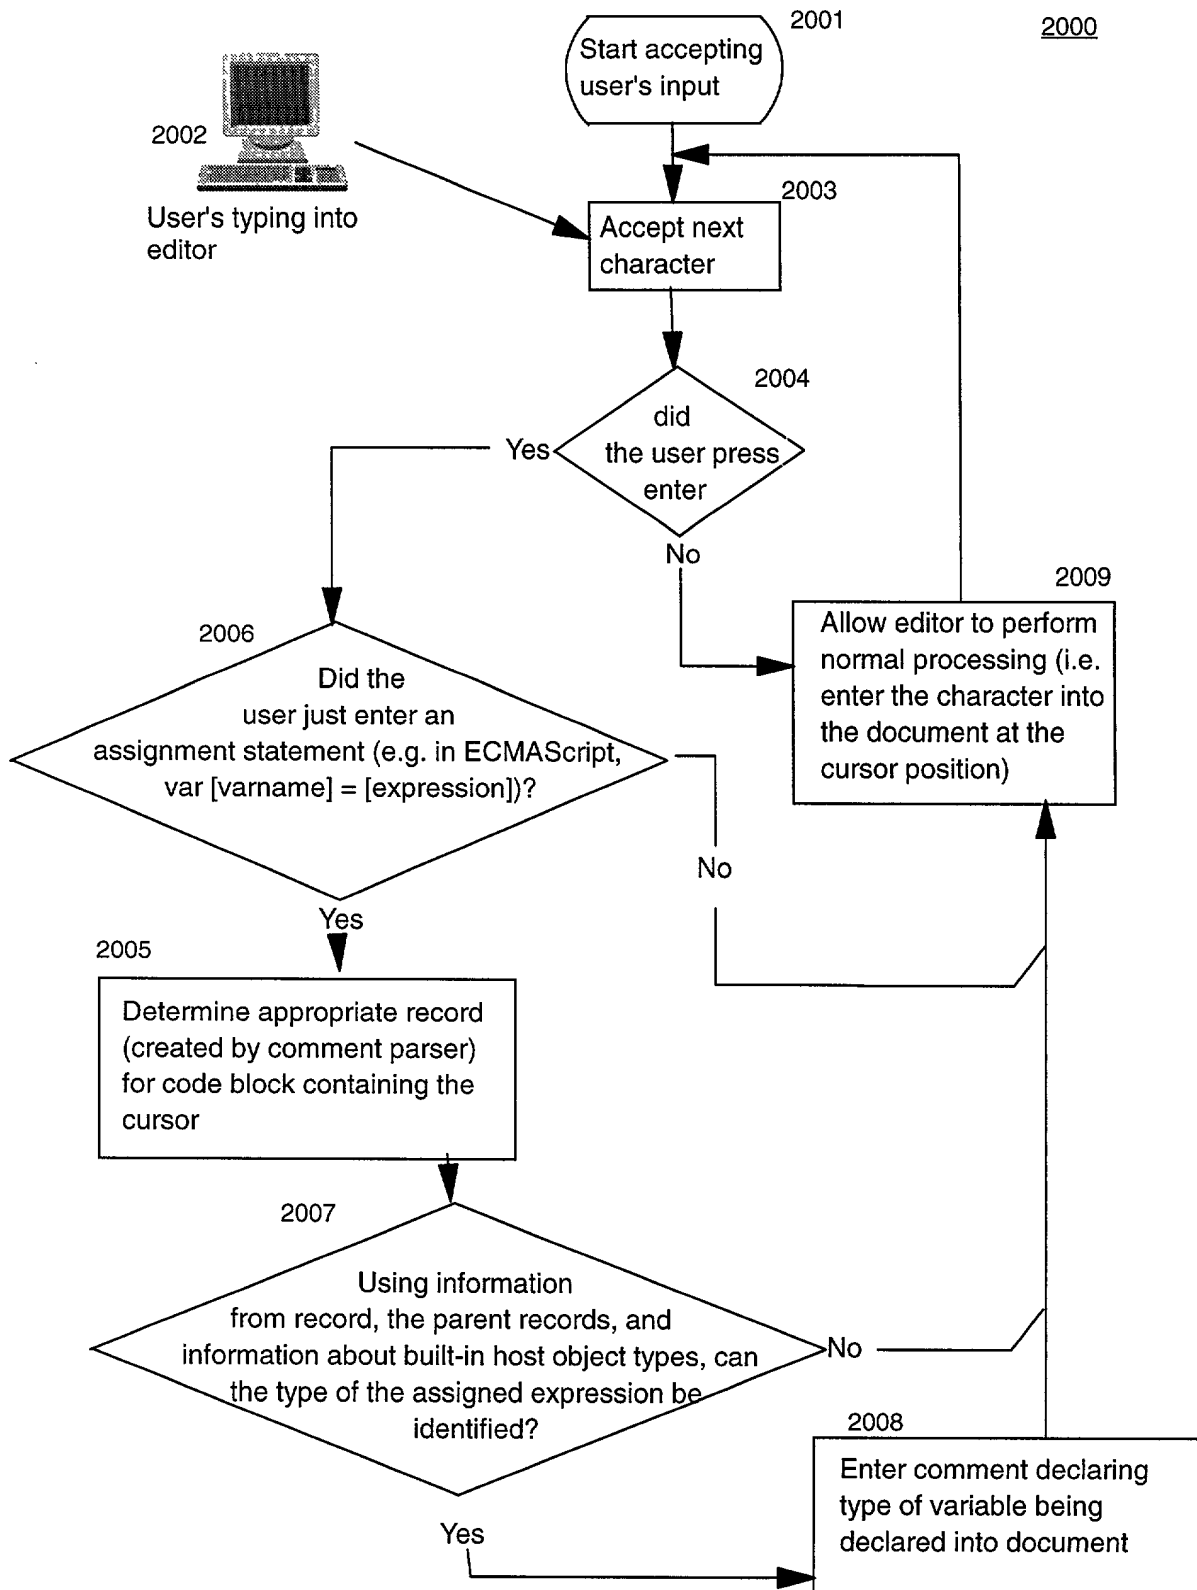 2001
2000
Start accepting
user's input
2002
User's typing into
editor
2003
Accept next
character
2004
did
the user press
enter
Yes
No
2009
Allow editor to perform
normal processing (i.e.
enter the character into
the document at the
cursor position)
2006
Did the
user just enter an
assignment statement (e.g. in ECMAScript,
var [varname] = [expression])?
No
Yes
2005
Determine appropriate record
(created by comment parser)
for code block containing the
cursor
2007
Using information
from record, the parent records, and
information about built-in host object types, can
the type of the assigned expression be
identified?
No
Yes
2008
Enter comment declaring
type of variable being
declared into document